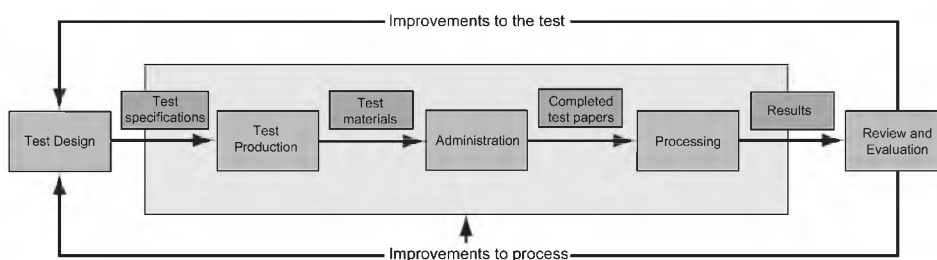 Improvements to the test
Test
specifications
Test
materials
Completed
test papers
Results
Test Design
Test
Production
Administration
Processing
Review and
Evaluation
Improvements to process